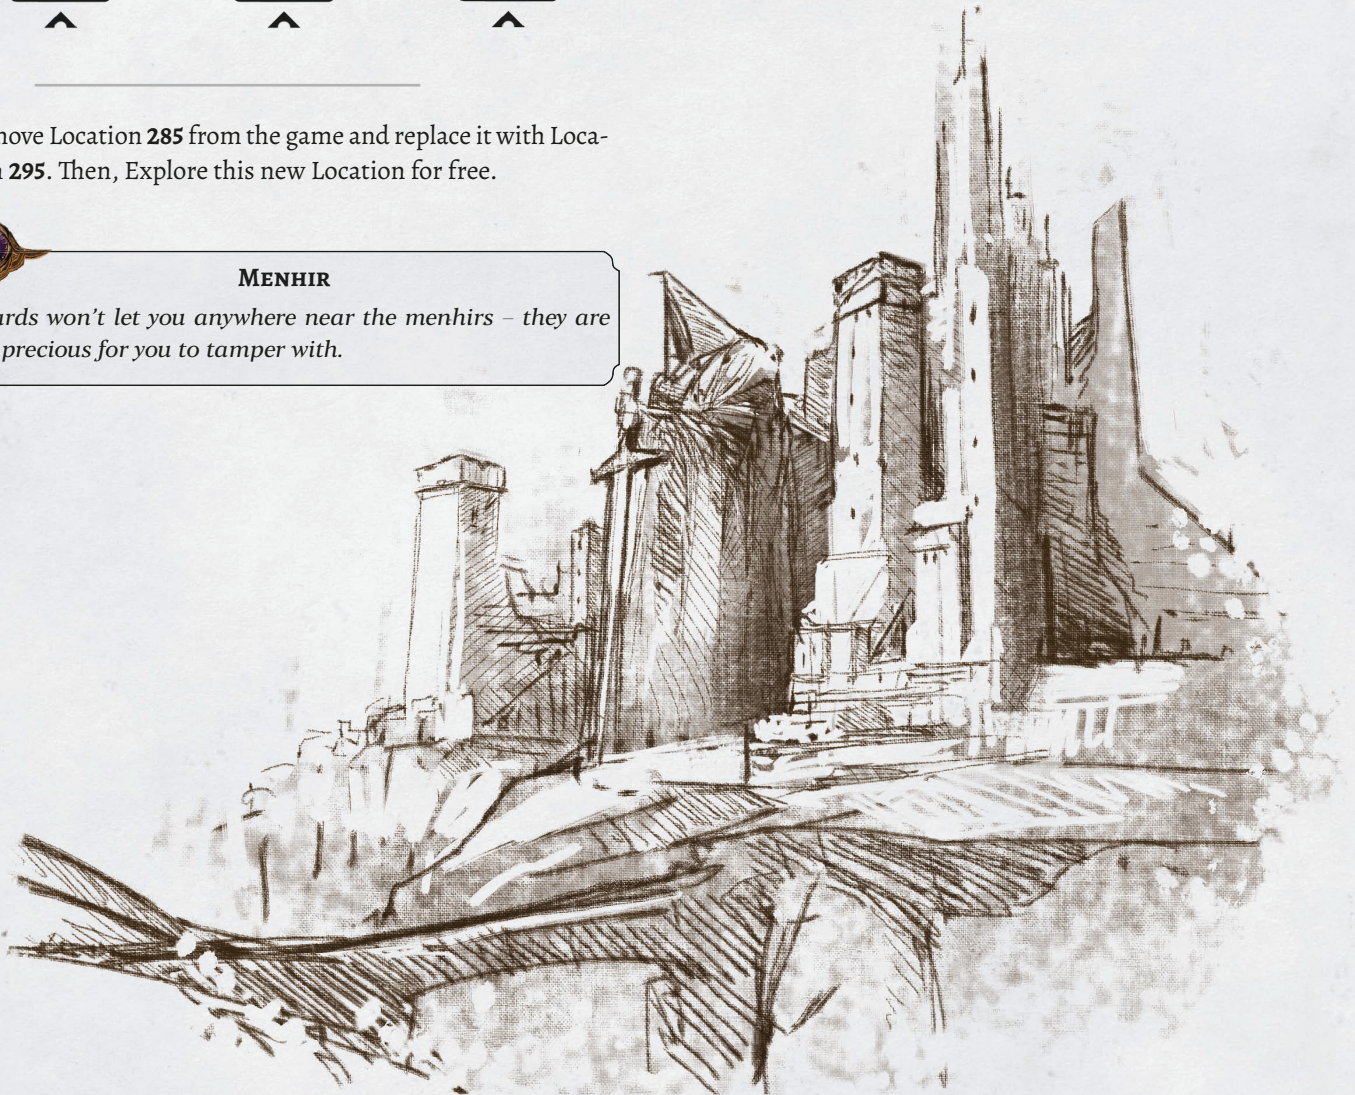 move Location 285 from the game and replace it with Loca-
295. Then, Explore this new Location for free.
MENHIR
ards won't let you anywhere near the menhirs – they are
precious for you to tamper with.